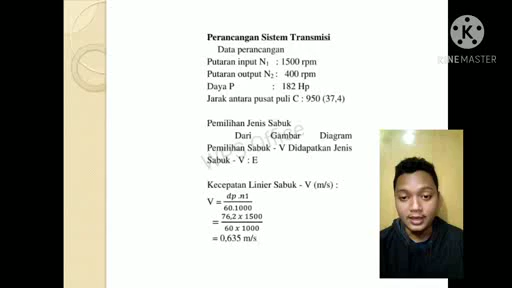 KINEMASTER
Perancangan Sistem Transmisi
Data perancangan
Putaran input N₁ : 1500 rpm
Putaran output N₂ : 400 rpm
Daya P : 182 Hp
Jarak antara pusat puli C : 950 (37,4)
Pemilihan Jenis Sabuk
Dari Gambar Diagram
Pemilihan Sabuk - V Didapatkan Jenis
Sabuk - V : E
Kecepatan Linier Sabuk - V (m/s) :
V = dp .n1 / 60.1000
= 76,2 x 1500 / 60 x 1000
= 0,635 m/s